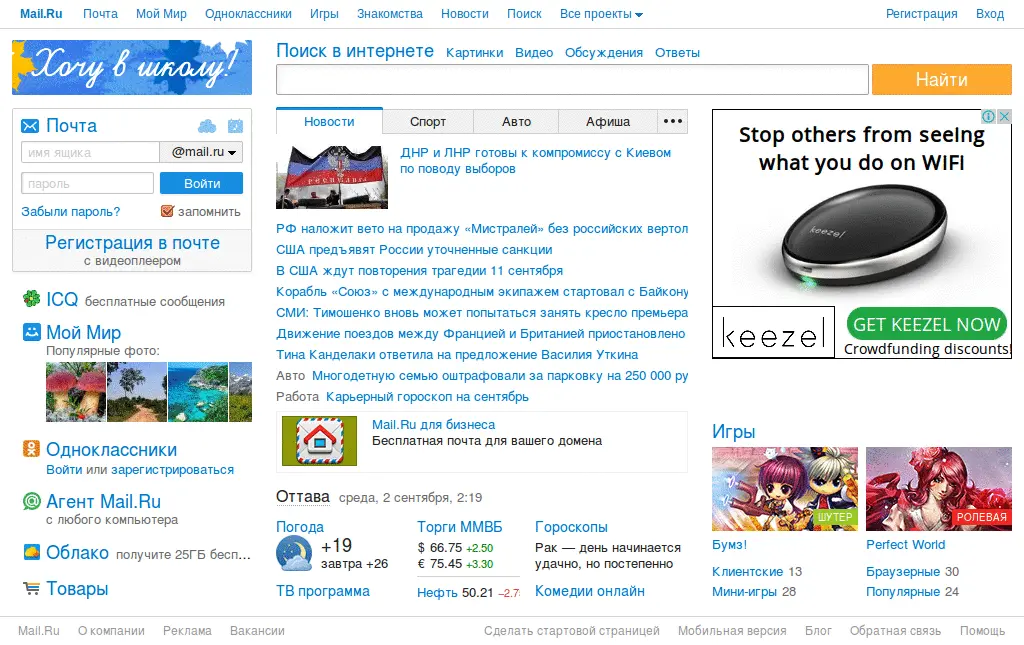 Mail.Ru Почта Мой Мир Одноклассники Игры Знакомства Новости Поиск Все проекты Регистрация Вход
Хочу в школу!
Поиск в интернете Картинки Видео Обсуждения Ответы
Найти
Почта
имя ящика @mail.ru
пароль Войти
Забыли пароль? запомнить
Регистрация в почте
с видеоплеером
ICQ бесплатные сообщения
Мой Мир
Популярные фото:
Одноклассники
Войти или зарегистрироваться
Агент Mail.Ru
с любого компьютера
Облако получите 25ГБ бесп...
Товары
Новости Спорт Авто Афиша
ДНР и ЛНР готовы к компромиссу с Киевом
по поводу выборов
РФ наложит вето на продажу «Мистралей» без российских вертол
США предъявят России уточненные санкции
В США ждут повторения трагедии 11 сентября
Корабль «Союз» с международным экипажем стартовал с Байкону
СМИ: Тимошенко вновь может попытаться занять кресло премьера
Движение поездов между Францией и Британией приостановлено
Тина Канделаки ответила на предложение Василия Уткина
Авто Многодетную семью оштрафовали за парковку на 250 000 ру
Работа Карьерный гороскоп на сентябрь
Mail.Ru для бизнеса
Бесплатная почта для вашего домена
Оттава среда, 2 сентября, 2:19
Погода
+19
завтра +26
ТВ программа
Торги ММВБ
$ 66.75 +2.50
€ 75.45 +3.30
Нефть 50.21 –2.7
Гороскопы
Рак — день начинается
удачно, но постепенно
Комедии онлайн
Stop others from seeing
what you do on WiFi
keezel
keezel
GET KEEZEL NOW
Crowdfunding discounts!
Игры
ШУТЕР
РОЛЕВАЯ
Бумз! Perfect World
Клиентские 13 Браузерные 30
Мини-игры 28 Популярные 24
Mail.Ru О компании Реклама Вакансии Сделать стартовой страницей Мобильная версия Блог Обратная связь Помощь